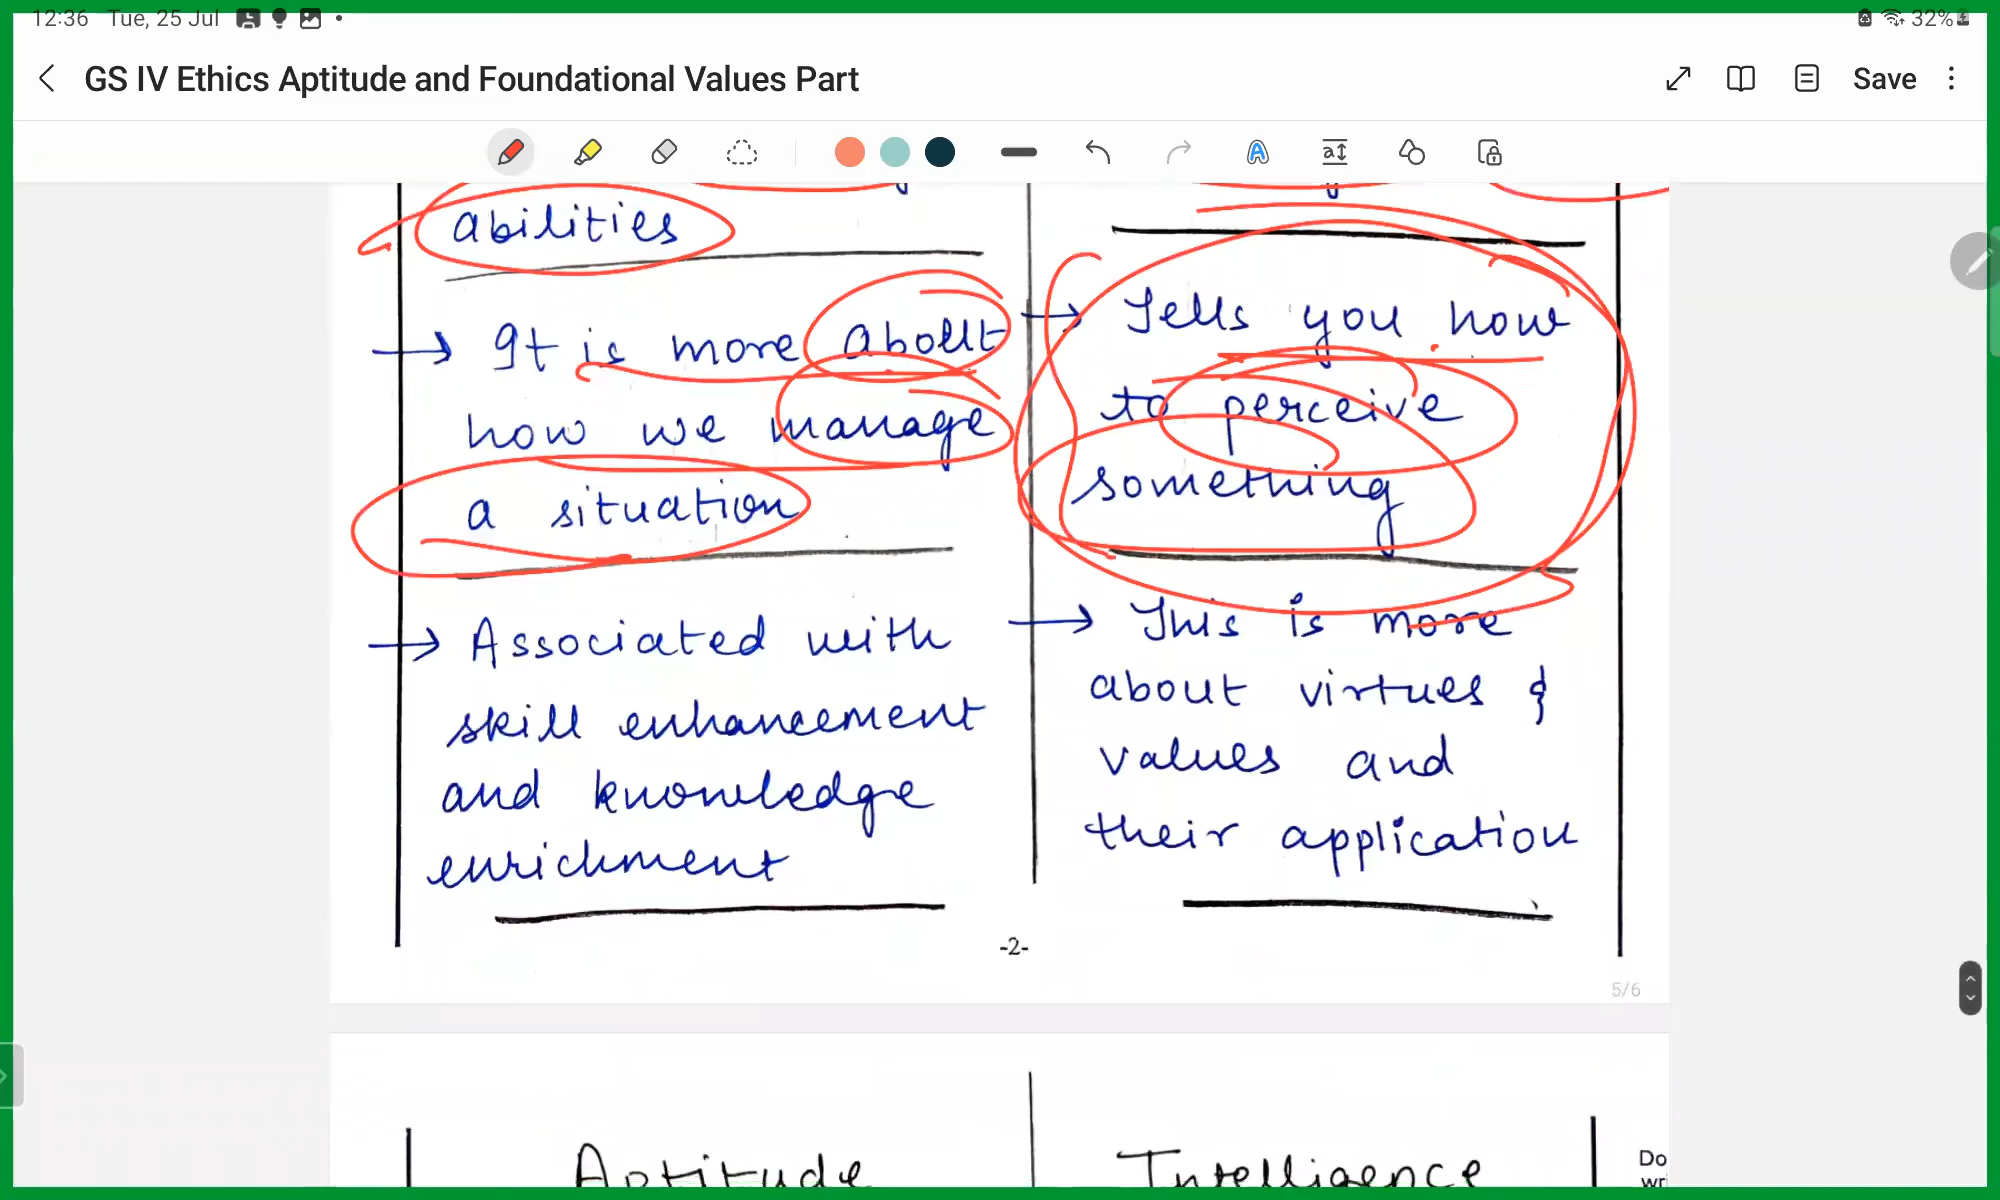 12:36 Tue, 25 Jul
32%
GS IV Ethics Aptitude and Foundational Values Part
Save
abilities
→ It is more about
how we manage
a situation
→ Associated with
skill enhancement
and knowledge
enrichment
→ Tells you how
to perceive
something
→ This is more
about virtues &
values and
their application
-2-
5/6
Aptitude
Intelligence
Do
wri